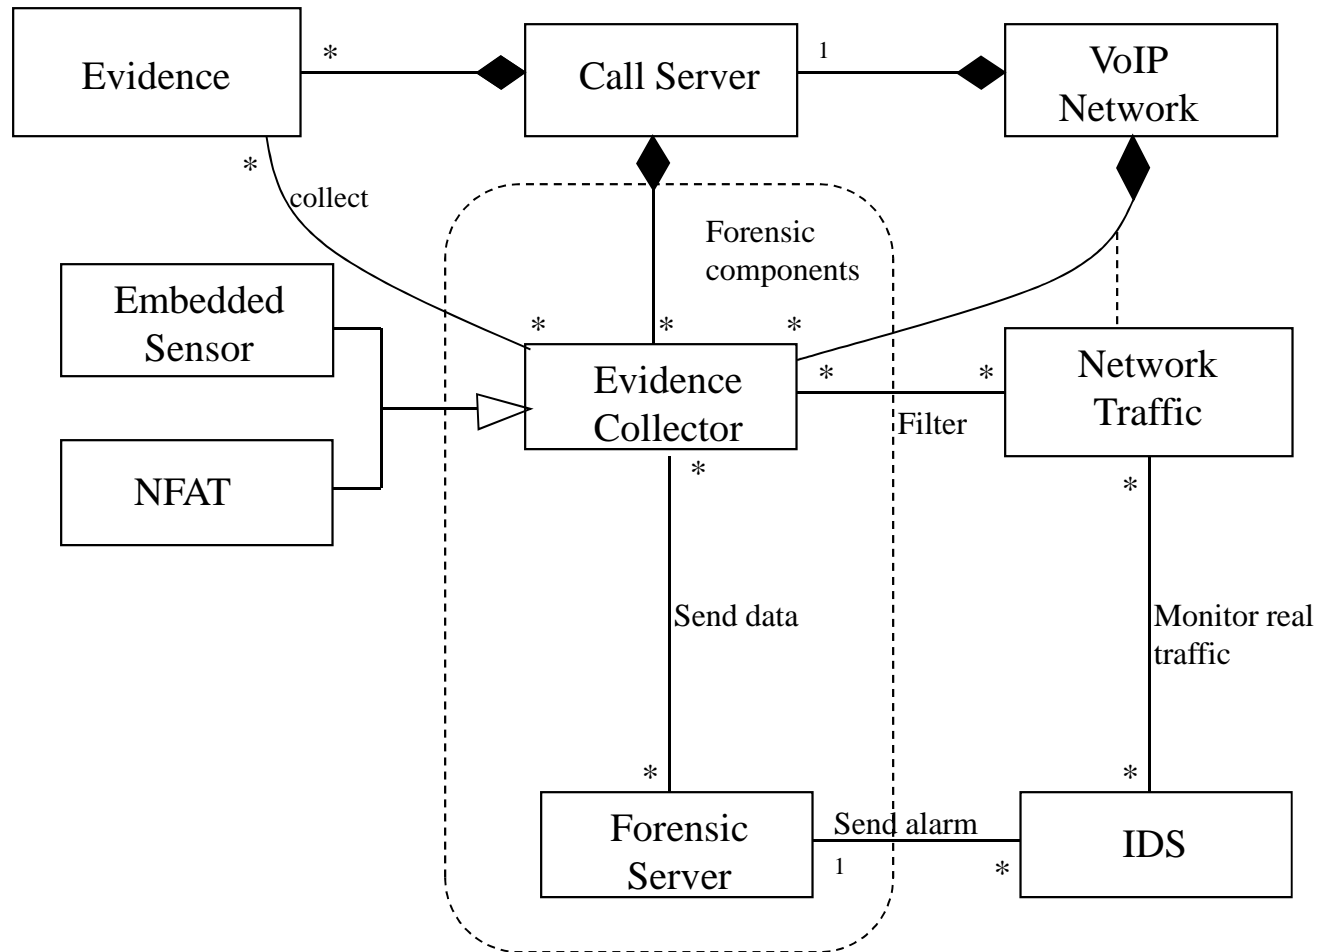 Evidence
*
Call Server
1
VoIP
Network
*
collect
Forensic
components
Embedded
Sensor
*
*
*
Evidence
Collector
*
*
Network
Traffic
Filter
NFAT
*
*
Send data
Monitor real
traffic
*
*
Forensic
Server
Send alarm
1
*
IDS